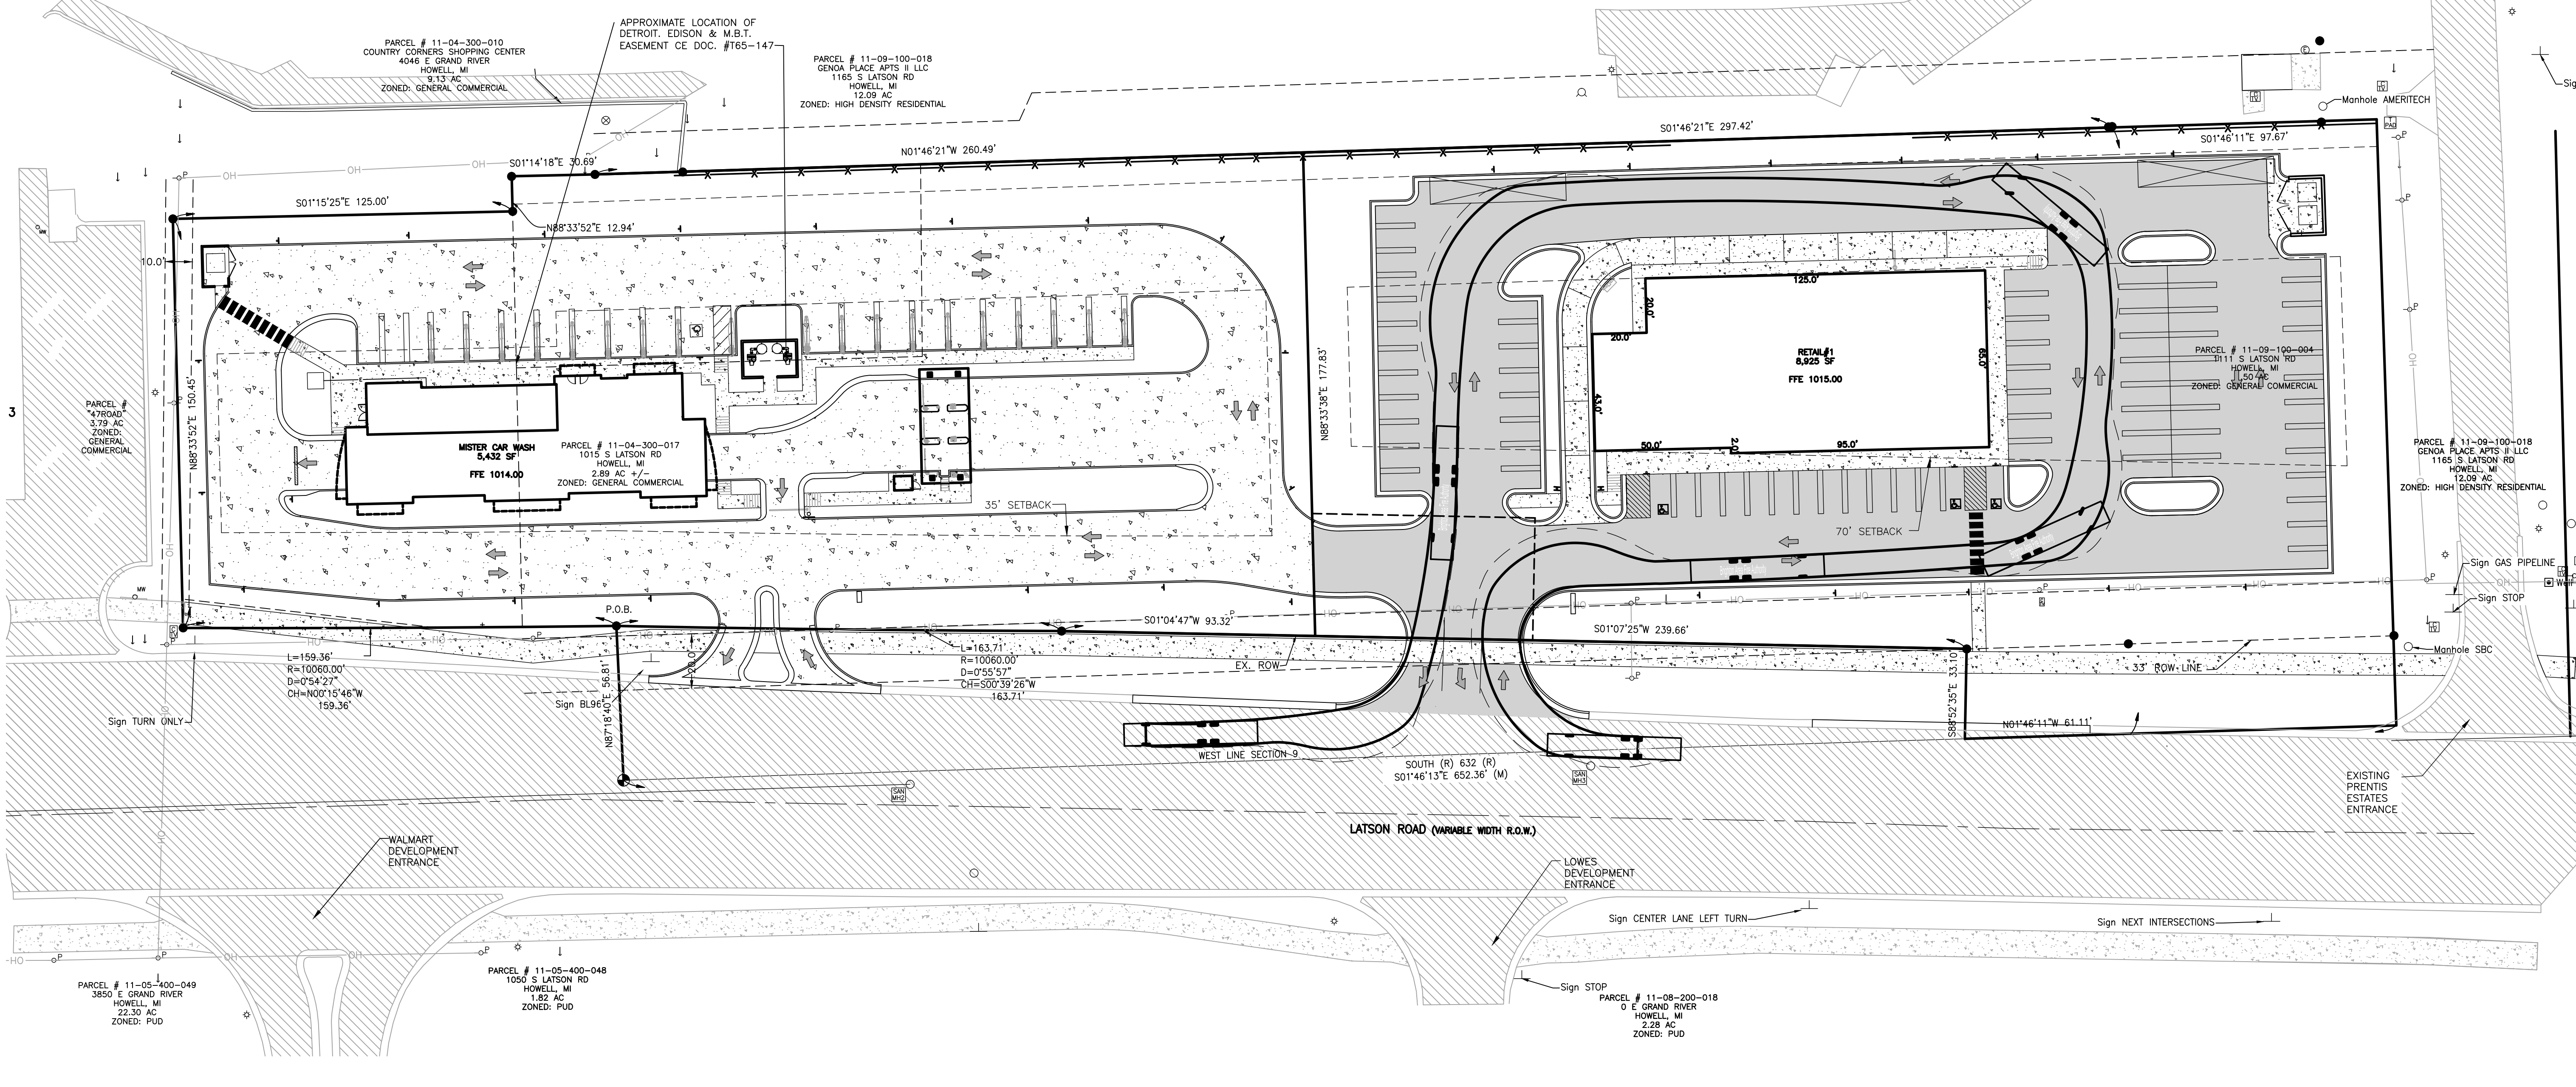 APPROXIMATE LOCATION OF
DETROIT. EDISON & M.B.T.
EASEMENT CE DOC. #T65-147
PARCEL # 11-04-300-010
COUNTRY CORNERS SHOPPING CENTER
4046 E GRAND RIVER
HOWELL, MI
9.13 AC
ZONED: GENERAL COMMERCIAL
PARCEL # 11-09-100-018
GENOA PLACE APTS II LLC
1165 S LATSON RD
HOWELL, MI
12.09 AC
ZONED: HIGH DENSITY RESIDENTIAL
Manhole AMERITECH
S01°46'21"E 297.42'
S01°46'11"E 97.67'
N01°46'21"W 260.49'
S01°14'18"E 30.69'
S01°15'25"E 125.00'
N88°33'52"E 12.94'
10.0'
N88°33'52"E 150.45'
N88°33'38"E 177.83'
125.0'
20.0'
20.0'
RETAIL#1
8,925 SF
FFE 1015.00
65.0'
43.0'
50.0'
2.0'
95.0'
PARCEL # 11-09-100-004
1111 S LATSON RD
HOWELL, MI
1.50 AC
ZONED: GENERAL COMMERCIAL
3
PARCEL #
"47ROAD"
3.79 AC
ZONED:
GENERAL
COMMERCIAL
MISTER CAR WASH
5,432 SF
FFE 1014.00
PARCEL # 11-04-300-017
1015 S LATSON RD
HOWELL, MI
2.89 AC +/-
ZONED: GENERAL COMMERCIAL
PARCEL # 11-09-100-018
GENOA PLACE APTS II LLC
1165 S LATSON RD
HOWELL, MI
12.09 AC
ZONED: HIGH DENSITY RESIDENTIAL
35' SETBACK
70' SETBACK
Sign GAS PIPELINE
Sign STOP
P.O.B.
S01°04'47"W 93.32'
S01°07'25"W 239.66'
Manhole SBC
33' ROW-LINE
EX. ROW
L=159.36'
R=10060.00'
D=0°54'27"
CH=N00°15'46"W
159.36'
L=163.71'
R=10060.00'
D=0°55'57"
CH=S00°39'26"W
163.71'
20.0'
N87°18'40"E 56.81'
Sign BL96
Sign TURN ONLY
S88°52'35"E 33.10'
N01°46'11"W 61.11'
WEST LINE SECTION 9
SOUTH (R) 632 (R)
S01°46'13"E 652.36' (M)
SAN
MH2
SAN
MH3
EXISTING
PRENTIS
ESTATES
ENTRANCE
LATSON ROAD (VARIABLE WIDTH R.O.W.)
WALMART
DEVELOPMENT
ENTRANCE
LOWES
DEVELOPMENT
ENTRANCE
Sign CENTER LANE LEFT TURN
Sign NEXT INTERSECTIONS
Sign STOP
PARCEL # 11-05-400-049
3850 E GRAND RIVER
HOWELL, MI
22.30 AC
ZONED: PUD
PARCEL # 11-05-400-048
1050 S LATSON RD
HOWELL, MI
1.82 AC
ZONED: PUD
PARCEL # 11-08-200-018
0 E GRAND RIVER
HOWELL, MI
2.28 AC
ZONED: PUD